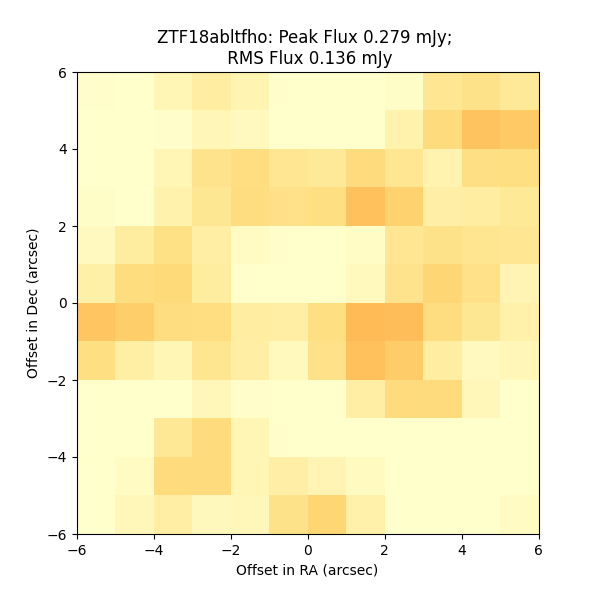 ZTF18abltfho: Peak Flux 0.279 mJy;
RMS Flux 0.136 mJy
6
4
2
0
−2
−4
−6
Offset in Dec (arcsec)
−6 −4 −2 0 2 4 6
Offset in RA (arcsec)